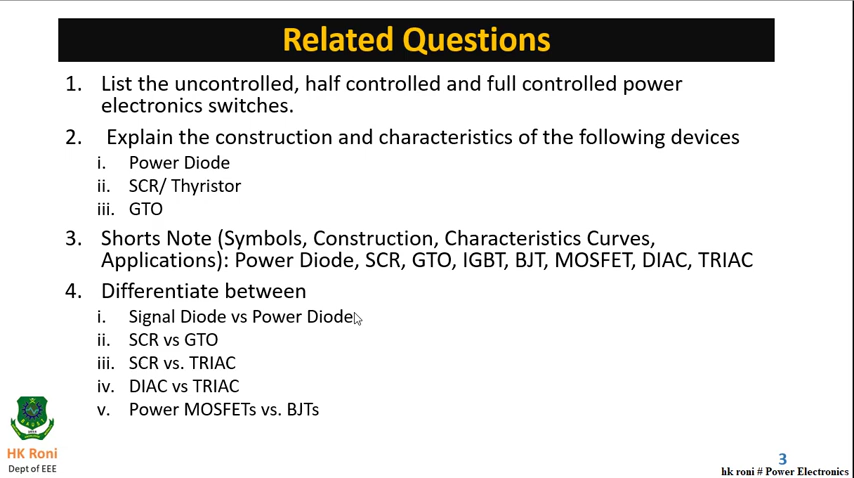 Related Questions
1. List the uncontrolled, half controlled and full controlled power
electronics switches.
2. Explain the construction and characteristics of the following devices
i. Power Diode
ii. SCR/ Thyristor
iii. GTO
3. Shorts Note (Symbols, Construction, Characteristics Curves,
Applications): Power Diode, SCR, GTO, IGBT, BJT, MOSFET, DIAC, TRIAC
4. Differentiate between
i. Signal Diode vs Power Diode
ii. SCR vs GTO
iii. SCR vs. TRIAC
iv. DIAC vs TRIAC
v. Power MOSFETs vs. BJTs
HK Roni
Dept of EEE
3
hk roni # Power Electronics